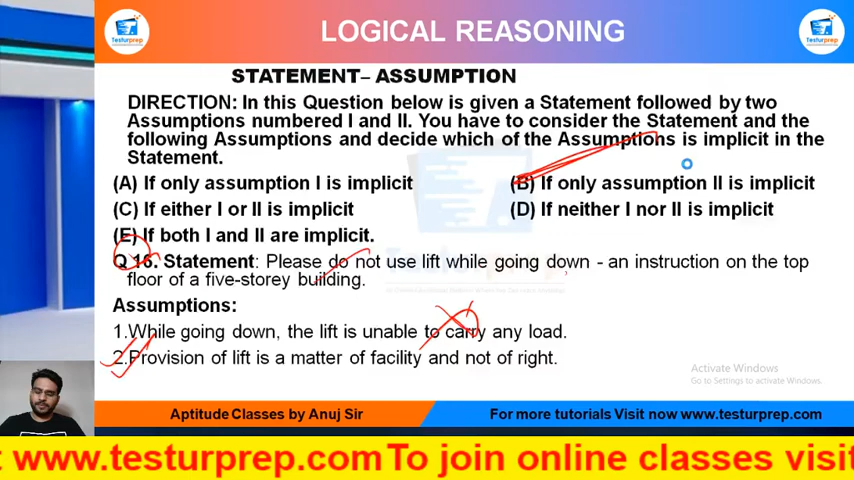 Testurprep
LOGICAL REASONING
Testurprep
STATEMENT– ASSUMPTION
DIRECTION: In this Question below is given a Statement followed by two
Assumptions numbered I and II. You have to consider the Statement and the
following Assumptions and decide which of the Assumptions is implicit in the
Statement.
(A) If only assumption I is implicit
(B) If only assumption II is implicit
(C) If either I or II is implicit
(D) If neither I nor II is implicit
(E) If both I and II are implicit.
Q.16. Statement: Please do not use lift while going down - an instruction on the top
floor of a five-storey building.
Assumptions:
1.While going down, the lift is unable to carry any load.
2.Provision of lift is a matter of facility and not of right.
Activate Windows
Go to Settings to activate Windows.
Aptitude Classes by Anuj Sir
For more tutorials Visit now www.testurprep.com
www.testurprep.com To join online classes visit